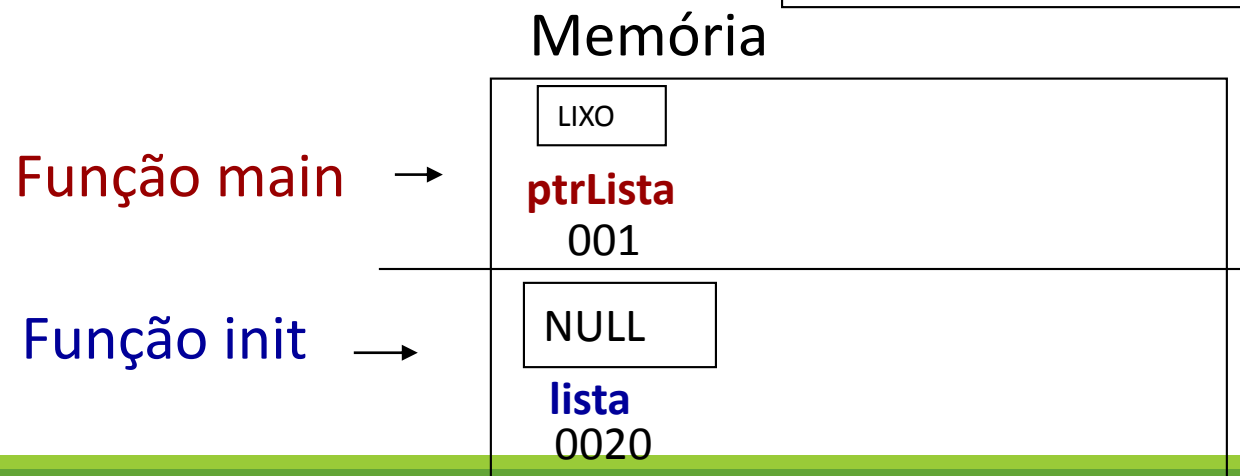 Memória
LIXO
Função main
ptrLista
001
NULL
Função init
lista
0020